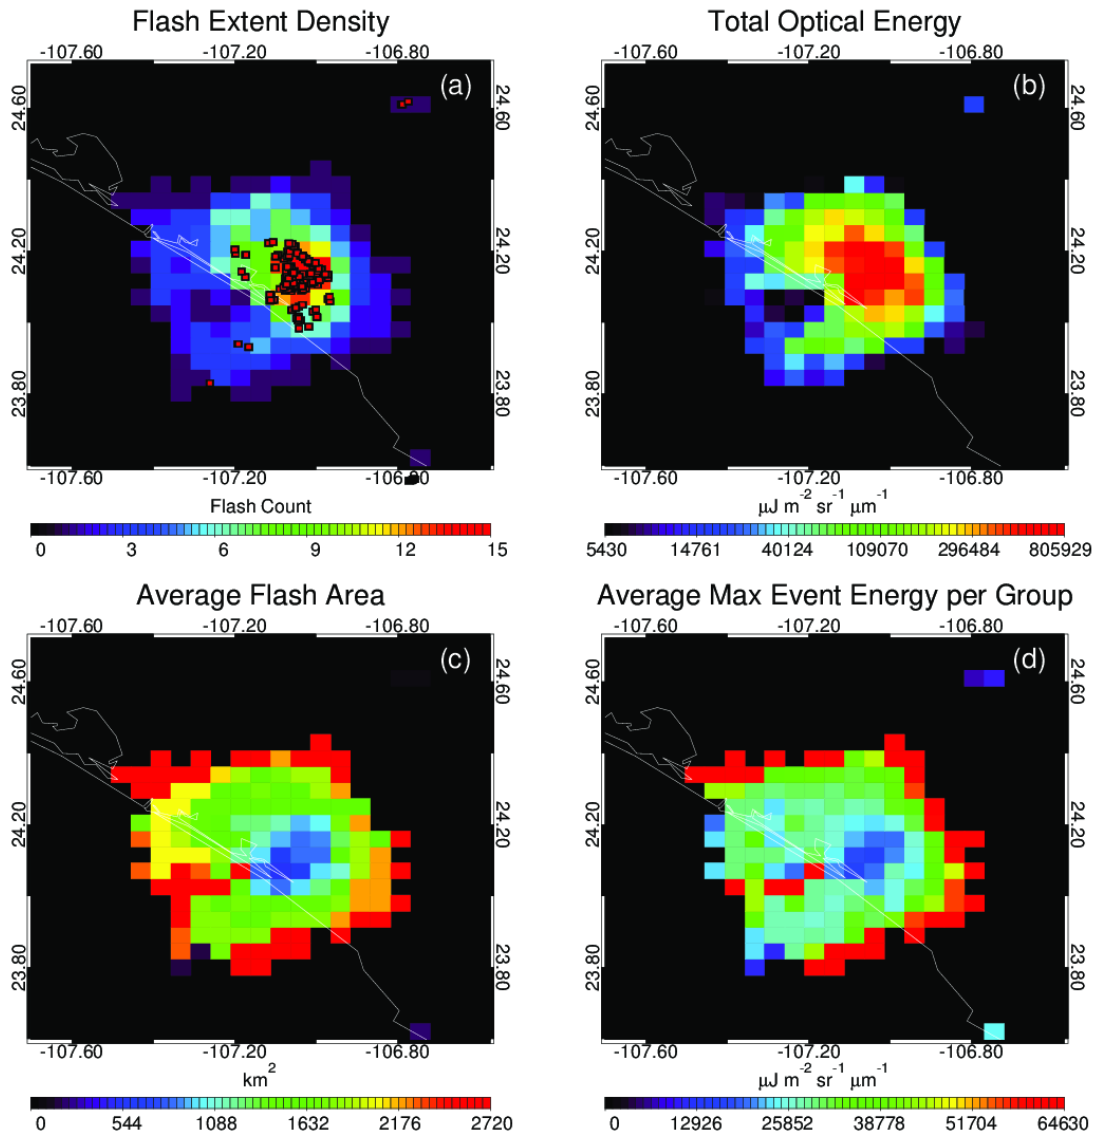 Flash Extent Density
Total Optical Energy
-107.60 -107.20 -106.80
-107.60 -107.20 -106.80
(a)
(b)
24.60 24.20 23.80
24.60 24.20 23.80
24.60 24.20 23.80
24.60 24.20 23.80
-107.60 -107.20 -106.80
-107.60 -107.20 -106.80
Flash Count
µJ m-2 sr-1 µm-1
0 3 6 9 12 15
5430 14761 40124 109070 296484 805929
Average Flash Area
Average Max Event Energy per Group
-107.60 -107.20 -106.80
-107.60 -107.20 -106.80
(c)
(d)
24.60 24.20 23.80
24.60 24.20 23.80
24.60 24.20 23.80
24.60 24.20 23.80
-107.60 -107.20 -106.80
-107.60 -107.20 -106.80
km2
µJ m-2 sr-1 µm-1
0 544 1088 1632 2176 2720
0 12926 25852 38778 51704 64630